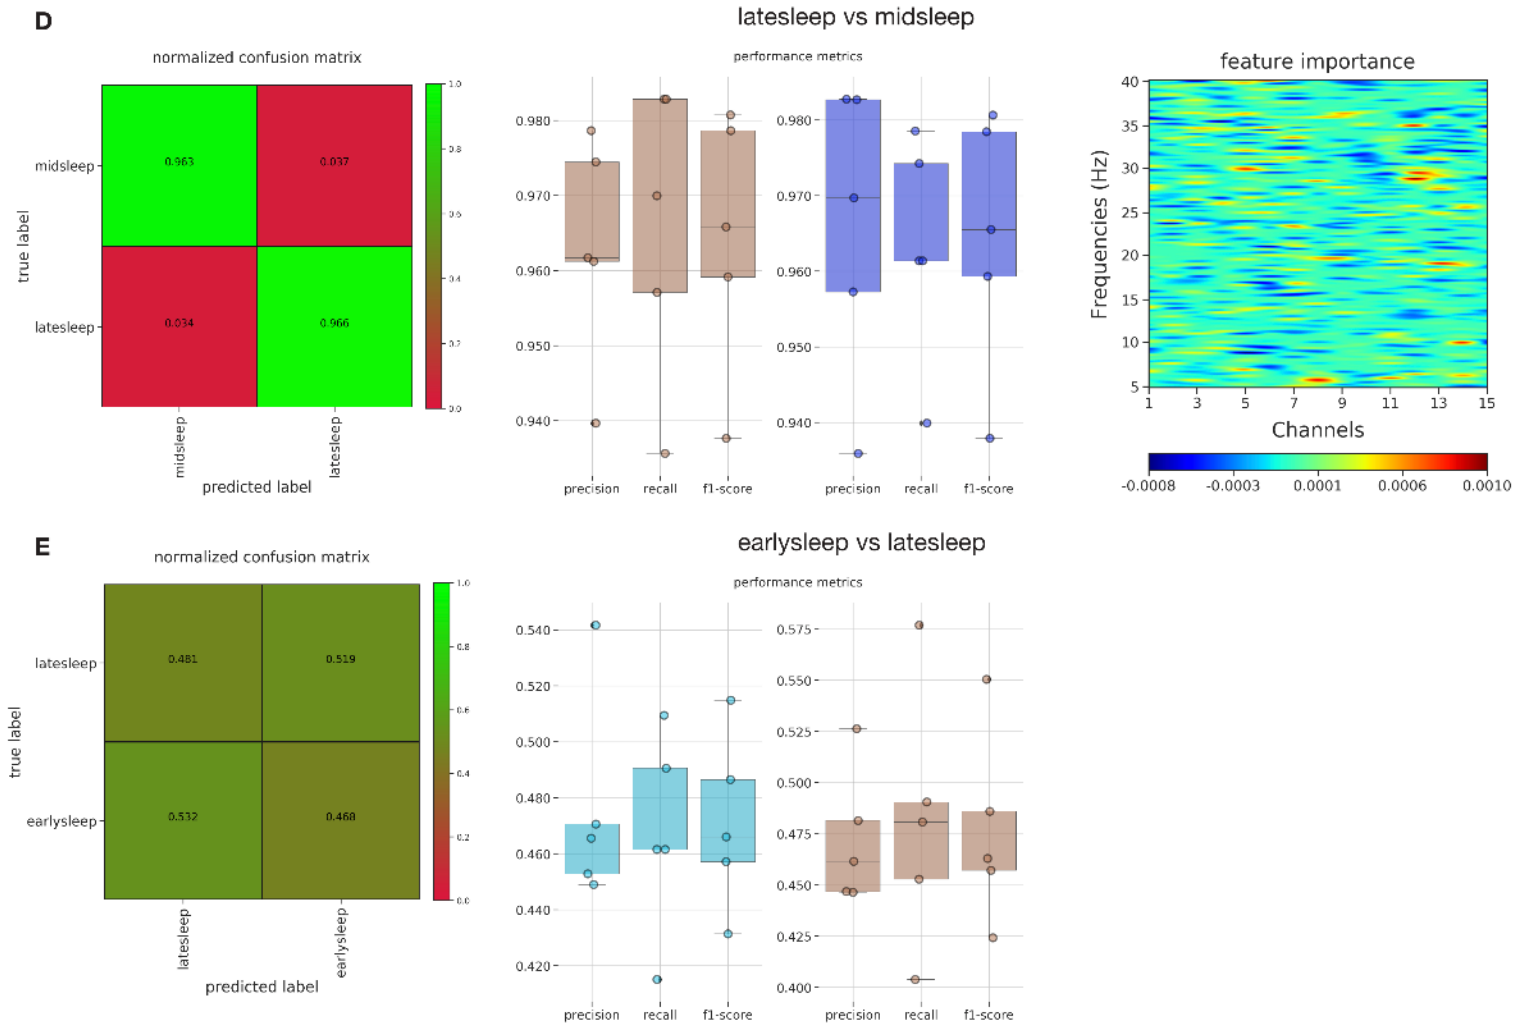 D
latesleep vs midsleep
normalized confusion matrix
true label
midsleep
latesleep
0.963
0.037
0.034
0.966
midsleep
latesleep
predicted label
1.0
0.8
0.6
0.4
0.2
0.0
performance metrics
0.980
0.970
0.960
0.950
0.940
precision recall f1-score
0.980
0.970
0.960
0.950
0.940
precision recall f1-score
feature importance
Frequencies (Hz)
40
35
30
25
20
15
10
5
1 3 5 7 9 11 13 15
Channels
-0.0008 -0.0003 0.0001 0.0006 0.0010
E
earlysleep vs latesleep
normalized confusion matrix
true label
latesleep
earlysleep
0.481
0.519
0.532
0.468
latesleep
earlysleep
predicted label
1.0
0.8
0.6
0.4
0.2
0.0
performance metrics
0.540
0.520
0.500
0.480
0.460
0.440
0.420
precision recall f1-score
0.575
0.550
0.525
0.500
0.475
0.450
0.425
0.400
precision recall f1-score